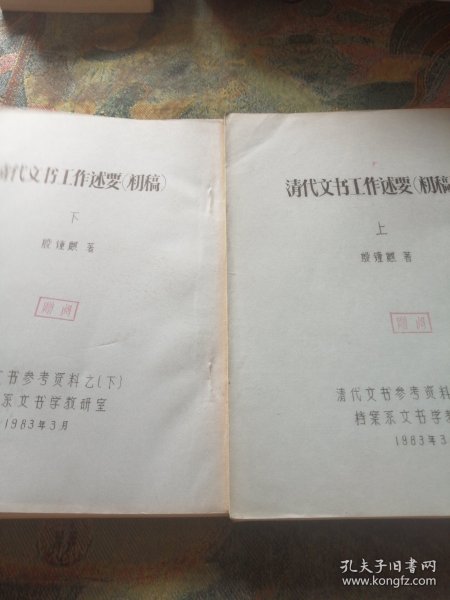 清代文书工作述要(初稿)
下
殷锺麒 著
赠阅
文书参考资料之(下)
系文书学教研室
1983年3月
清代文书工作述要(初稿
上
殷锺麒 著
赠阅
清代文书参考资料
档案系文书学教
1983年3
孔夫子旧书网
www.kongfz.com